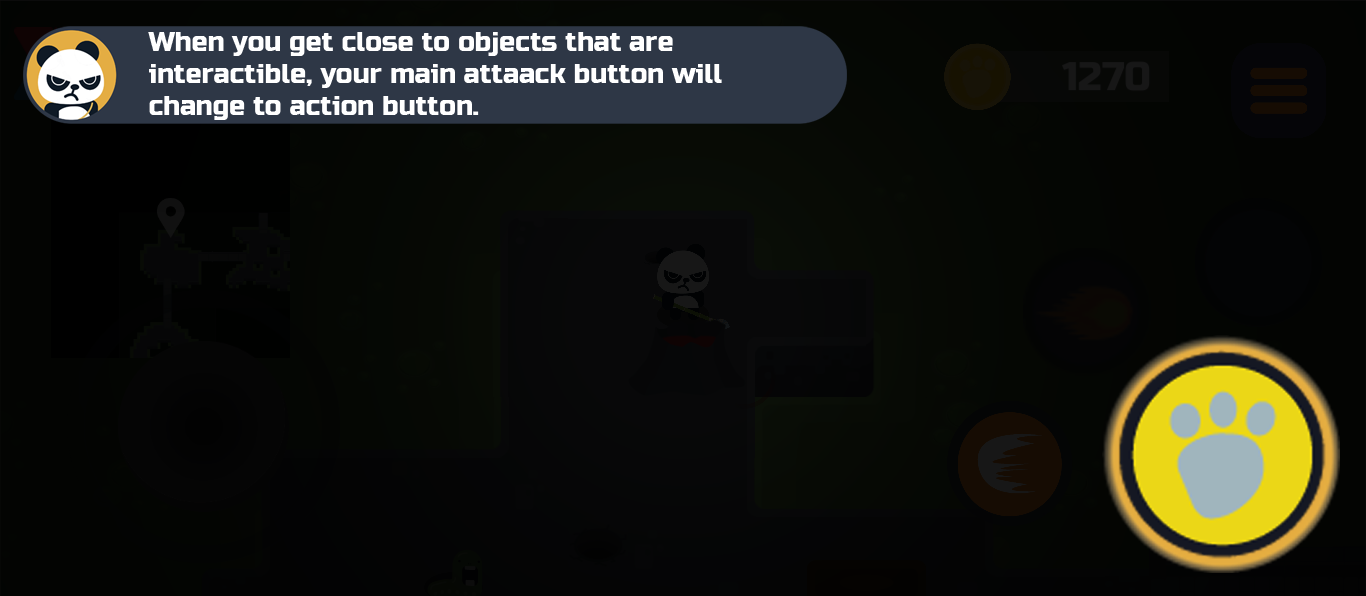 When you get close to objects that are
interactible, your main attaack button will
change to action button.
1270